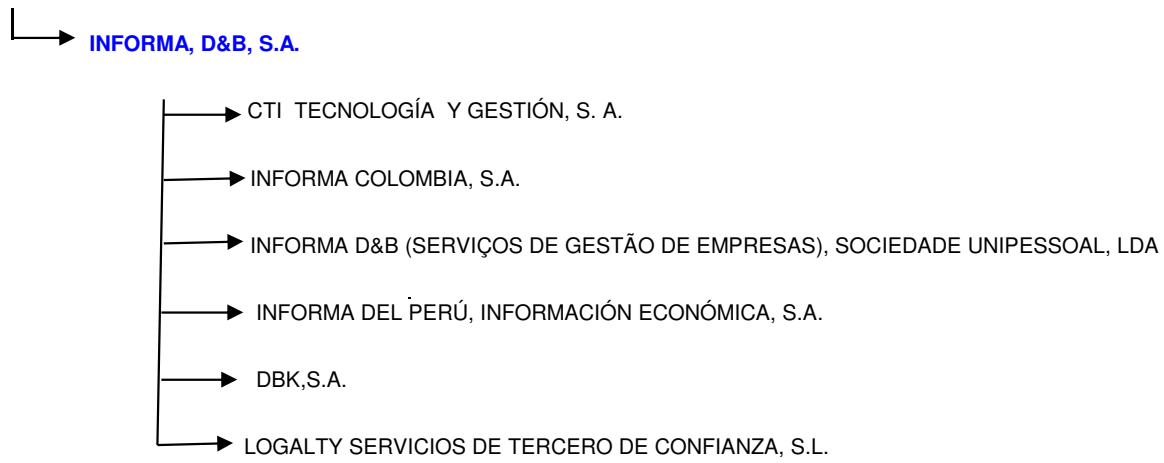 INFORMA, D&B, S.A.
CTI TECNOLOGÍA Y GESTIÓN, S. A.
INFORMA COLOMBIA, S.A.
INFORMA D&B (SERVIÇOS DE GESTÃO DE EMPRESAS), SOCIEDADE UNIPESSOAL, LDA
INFORMA DEL PERÚ, INFORMACIÓN ECONÓMICA, S.A.
DBK,S.A.
LOGALTY SERVICIOS DE TERCERO DE CONFIANZA, S.L.